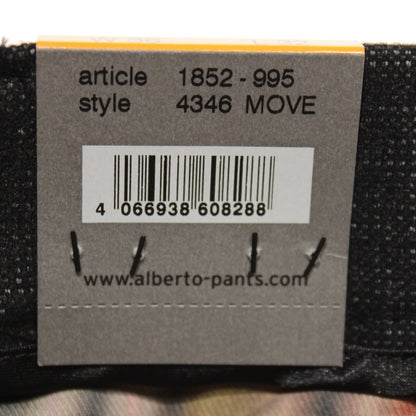 article 1852 - 995
style 4346 MOVE
4 066938 608288
www.alberto-pants.com